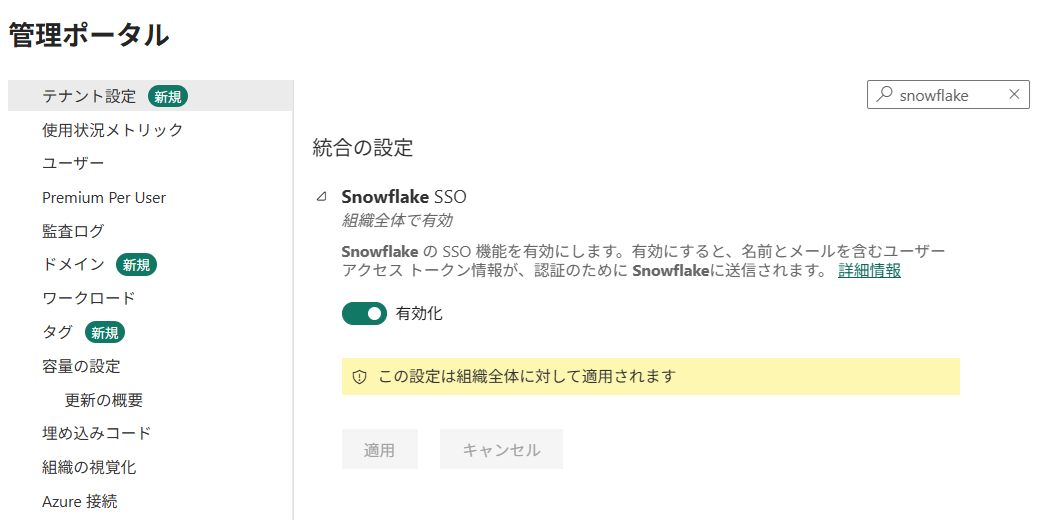 管理ポータル
テナント設定 新規
使用状況メトリック
ユーザー
Premium Per User
監査ログ
ドメイン 新規
ワークロード
タグ 新規
容量の設定
更新の概要
埋め込みコード
組織の視覚化
Azure 接続
snowflake
統合の設定
Snowflake SSO
組織全体で有効
Snowflake の SSO 機能を有効にします。有効にすると、名前とメールを含むユーザー
アクセス トークン情報が、認証のために Snowflakeに送信されます。 詳細情報
有効化
この設定は組織全体に対して適用されます
適用 キャンセル